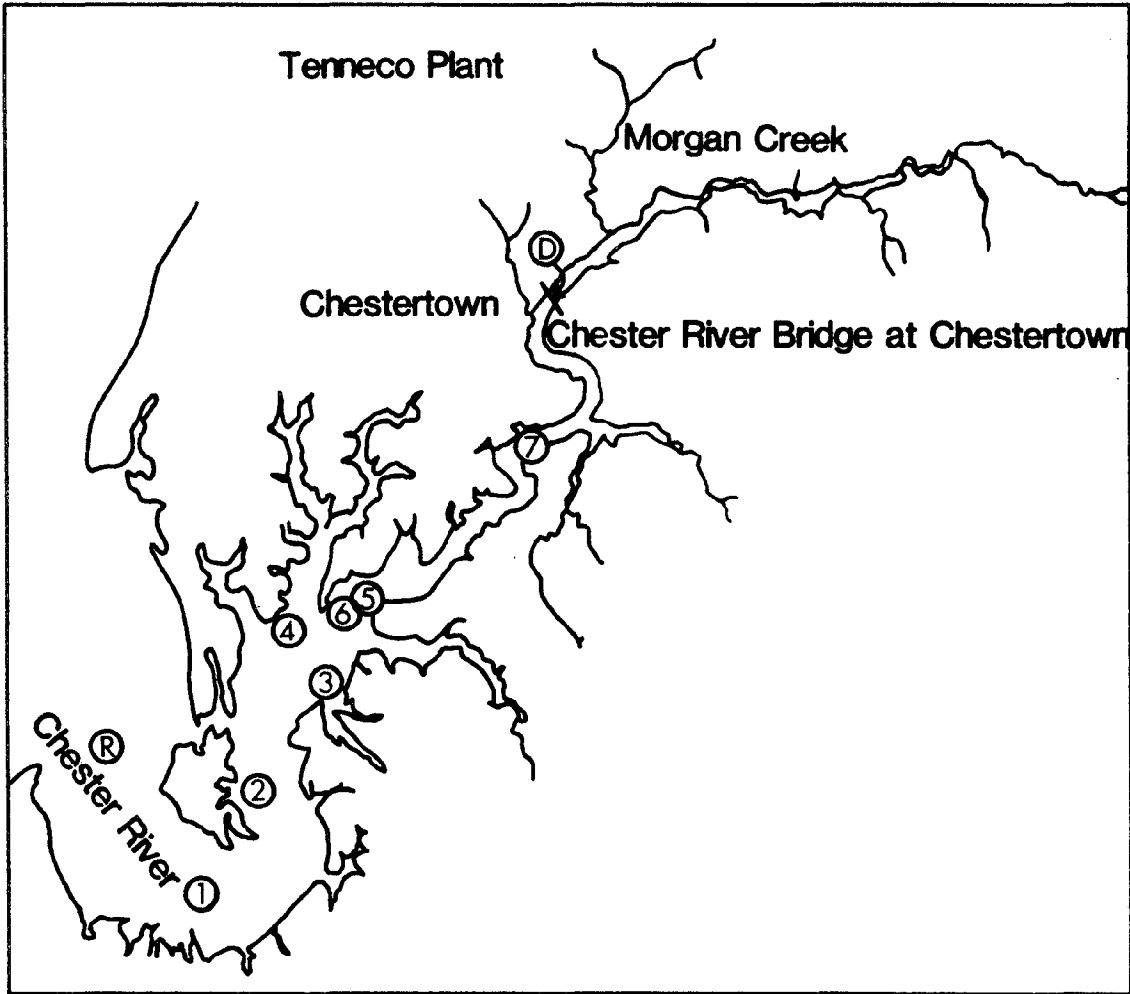 Tenneco Plant
Morgan Creek
D
Chestertown
X
Chester River Bridge at Chestertown
7
5
6
4
3
R
Chester River
2
1